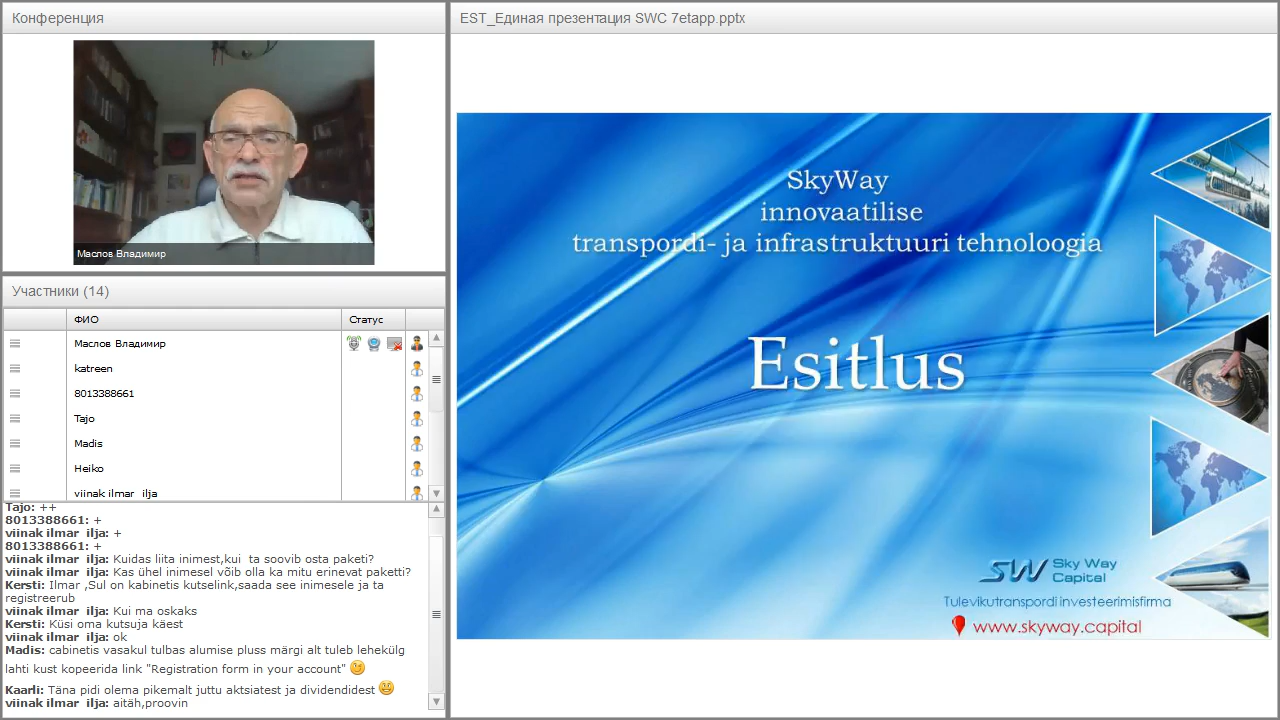 Конференция
Маслов Владимир
Участники (14)
ФИО Статус
Маслов Владимир
katreen
8013388661
Tajo
Madis
Heiko
viinak ilmar ilja
Tajo: ++
8013388661: +
viinak ilmar ilja: +
8013388661: +
viinak ilmar ilja: Kuidas liita inimest,kui ta soovib osta paketi?
viinak ilmar ilja: Kas ühel inimesel võib olla ka mitu erinevat paketti?
Kersti: Ilmar ,Sul on kabinetis kutselink,saada see inimesele ja ta
registreerub
viinak ilmar ilja: Kui ma oskaks
Kersti: Küsi oma kutsuja käest
viinak ilmar ilja: ok
Madis: cabinetis vasakul tulbas alumise pluss märgi alt tuleb lehekülg
lahti kust kopeerida link "Registration form in your account"
Kaarli: Täna pidi olema pikemalt juttu aktsiatest ja dividendidest
viinak ilmar ilja: aitäh,proovin
EST_Единая презентация SWC 7etapp.pptx
SkyWay
innovaatilise
transpordi- ja infrastruktuuri tehnoloogia
Esitlus
SW Sky Way
Capital
Tulevikutranspordi investeerimisfirma
www.skyway.capital